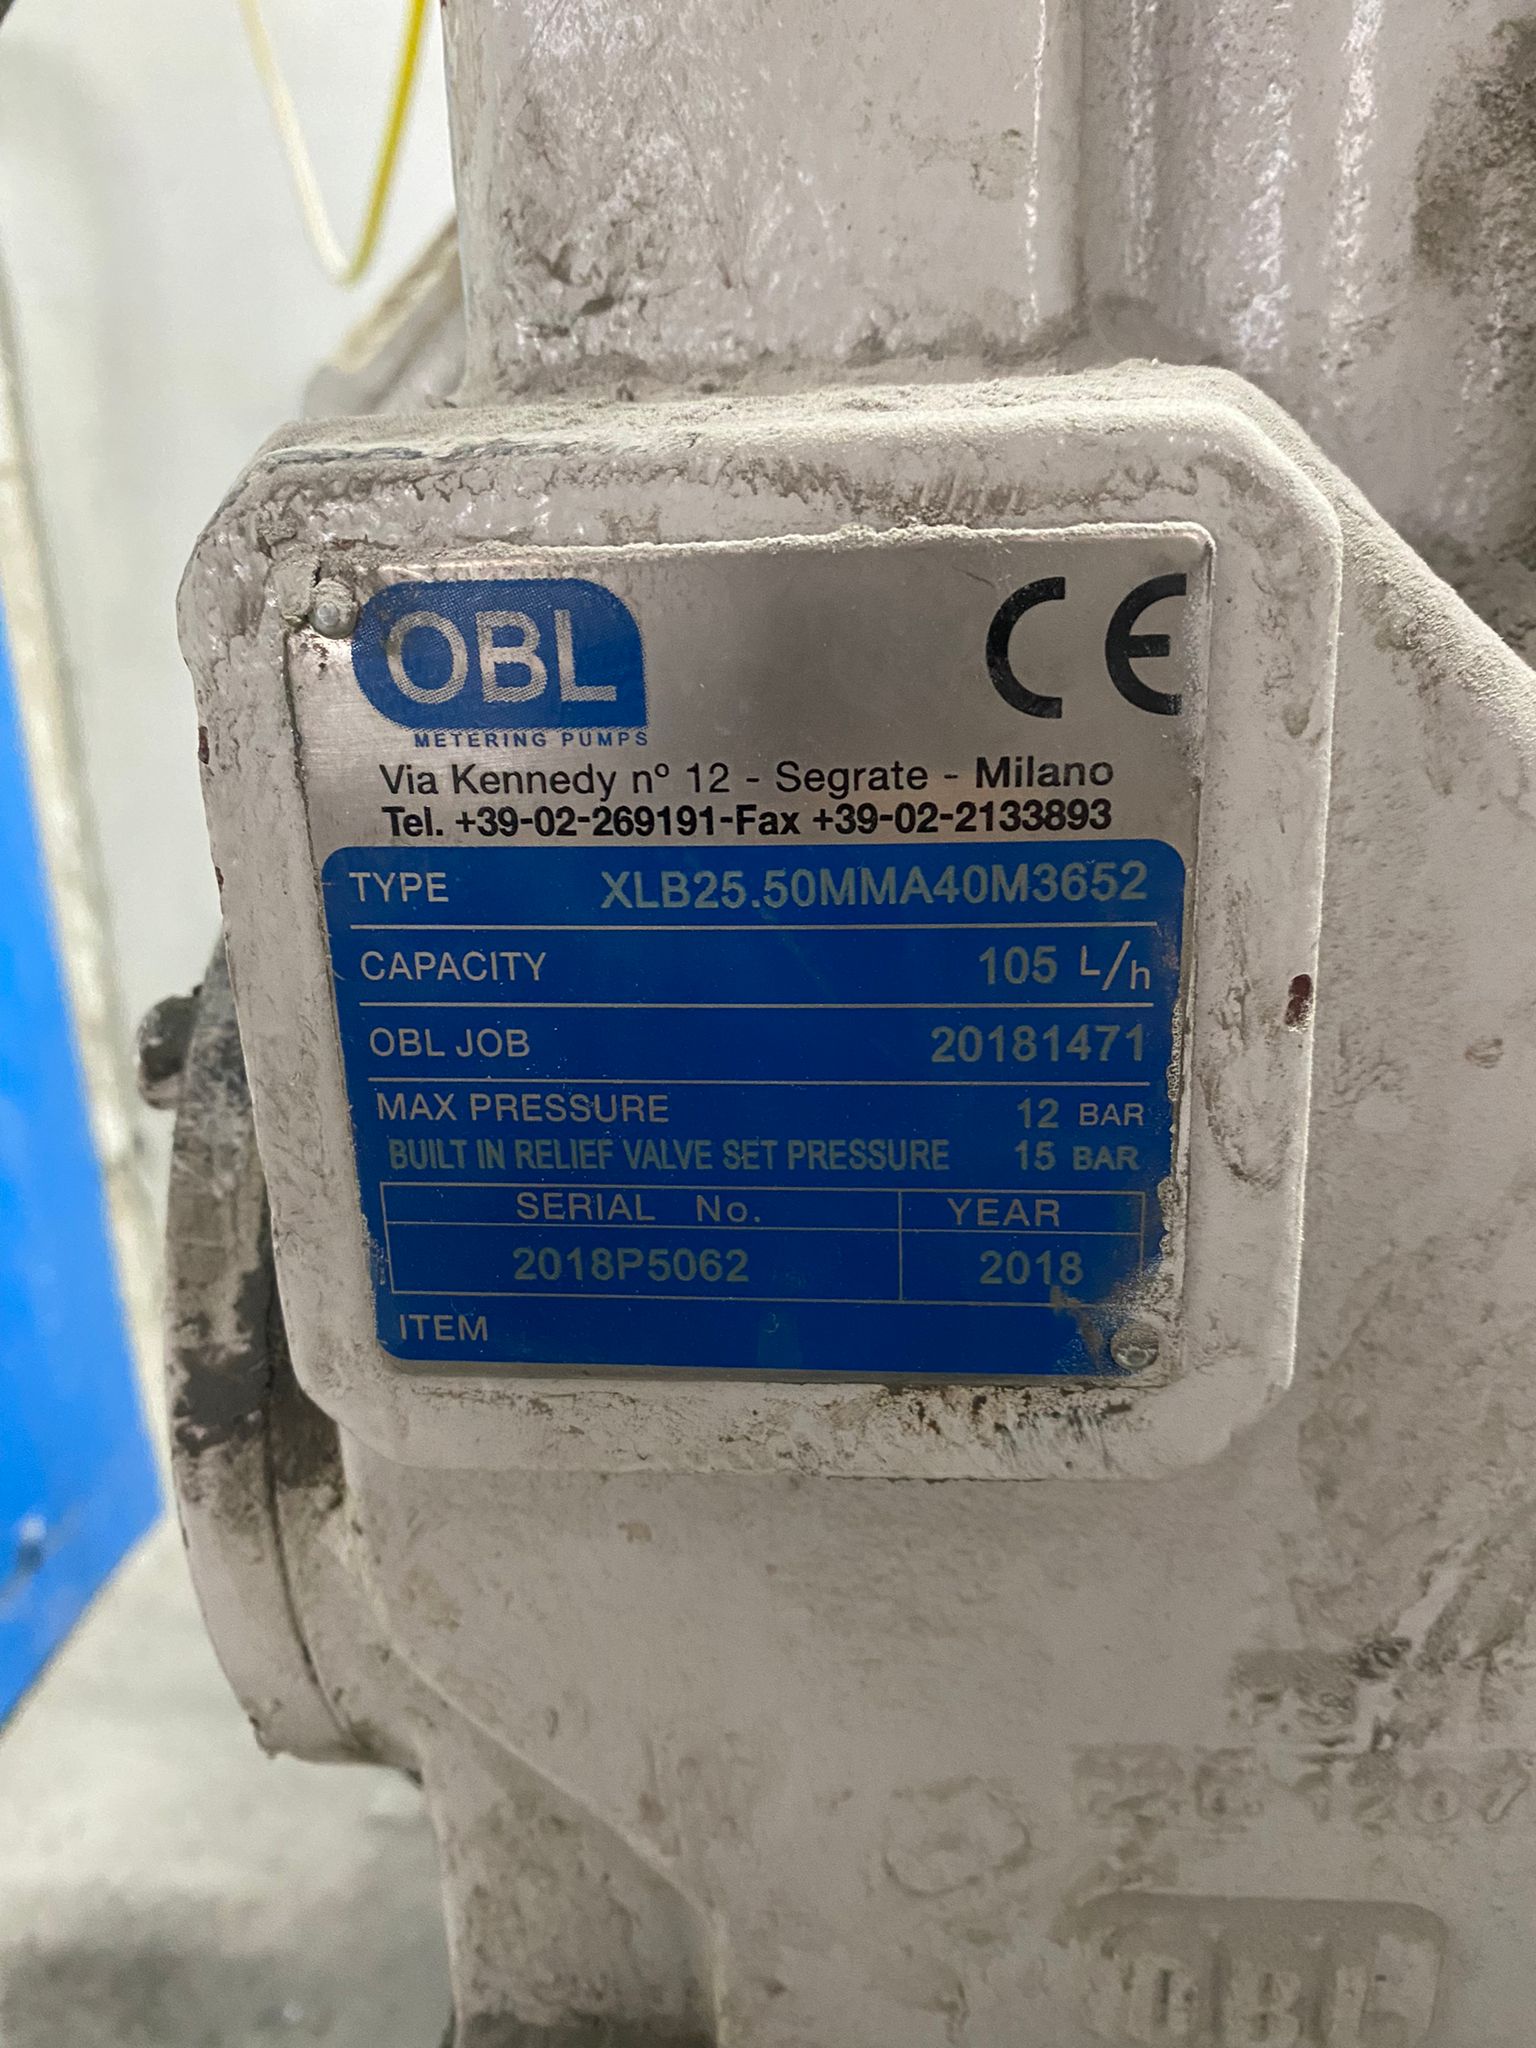 OBL
CE
METERING PUMPS
Via Kennedy nº 12 - Segrate - Milano
Tel. +39-02-269191-Fax +39-02-2133893
TYPE XLB25.50MMA40M3652
CAPACITY 105 L/h
OBL JOB 20181471
MAX PRESSURE 12 BAR
BUILT IN RELIEF VALVE SET PRESSURE 15 BAR
SERIAL No. YEAR
2018P5062 2018
ITEM
OBL